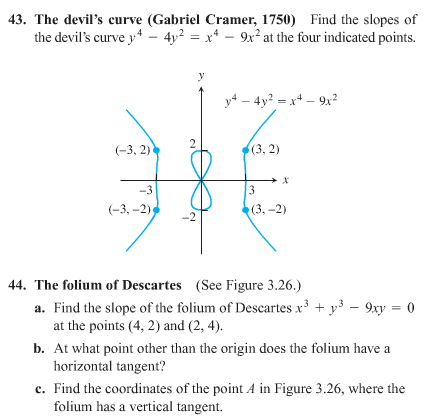 43. The devil's curve (Gabriel Cramer, 1750) Find the slopes of
the devil's curve y⁴ − 4y² = x⁴ − 9x² at the four indicated points.
y
y⁴ − 4y² = x⁴ − 9x²
(−3, 2)
2
(3, 2)
x
−3
3
(−3, −2)
−2
(3, −2)
44. The folium of Descartes (See Figure 3.26.)
a. Find the slope of the folium of Descartes x³ + y³ − 9xy = 0
at the points (4, 2) and (2, 4).
b. At what point other than the origin does the folium have a
horizontal tangent?
c. Find the coordinates of the point A in Figure 3.26, where the
folium has a vertical tangent.